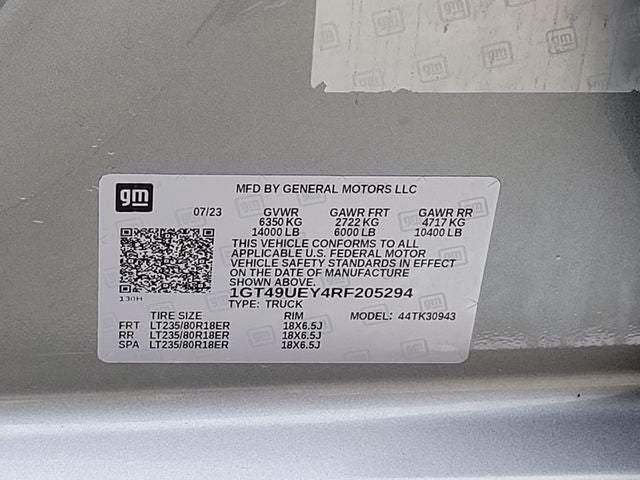 gm
MFD BY GENERAL MOTORS LLC
07/23 GVWR GAWR FRT GAWR RR
6350 KG 2722 KG 4717 KG
14000 LB 6000 LB 10400 LB
THIS VEHICLE CONFORMS TO ALL
APPLICABLE U.S. FEDERAL MOTOR
VEHICLE SAFETY STANDARDS IN EFFECT
ON THE DATE OF MANUFACTURE
SHOWN ABOVE.
130H
1GT49UEY4RF205294
TYPE: TRUCK
TIRE SIZE RIM MODEL: 44TK30943
FRT LT235/80R18ER 18X6.5J
RR LT235/80R18ER 18X6.5J
SPA LT235/80R18ER 18X6.5J